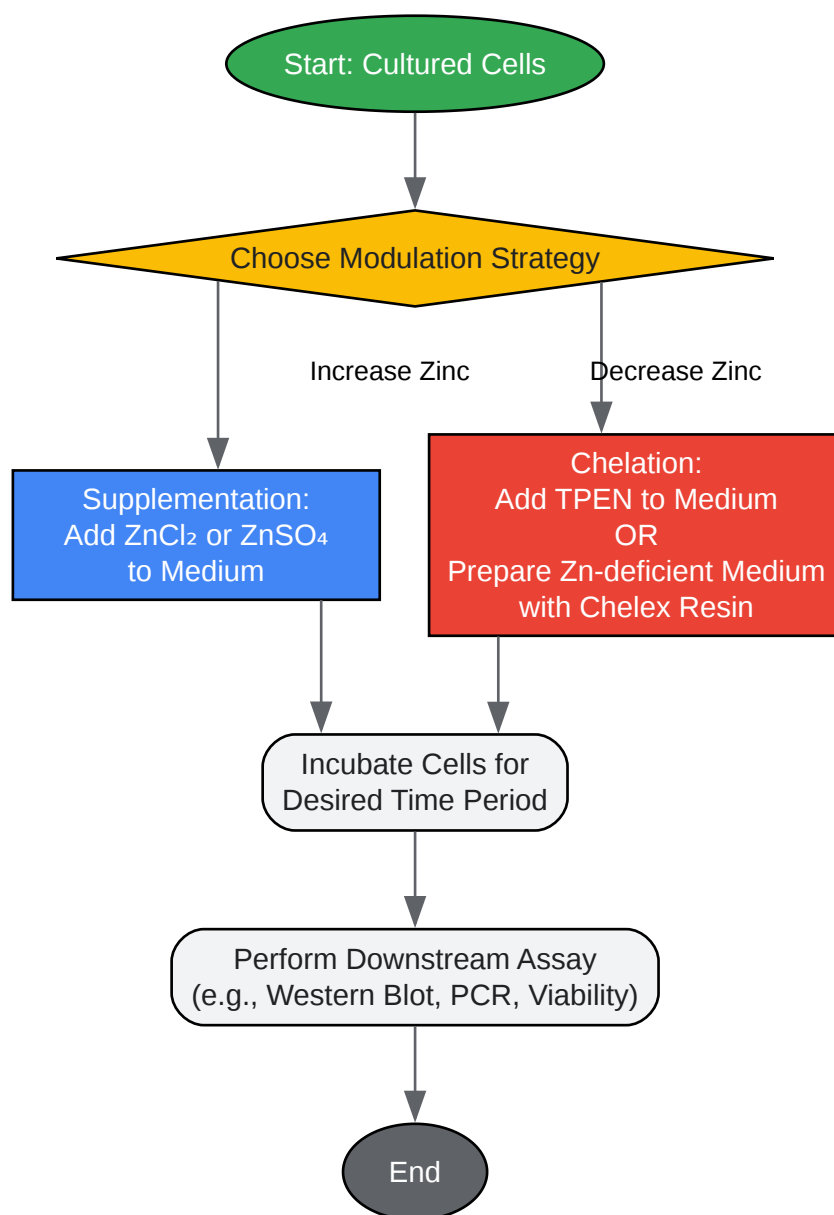 Start: Cultured Cells
Choose Modulation Strategy
Increase Zinc
Decrease Zinc
Supplementation:
Add ZnCl₂ or ZnSO₄
to Medium
Chelation:
Add TPEN to Medium
OR
Prepare Zn-deficient Medium
with Chelex Resin
Incubate Cells for
Desired Time Period
Perform Downstream Assay
(e.g., Western Blot, PCR, Viability)
End